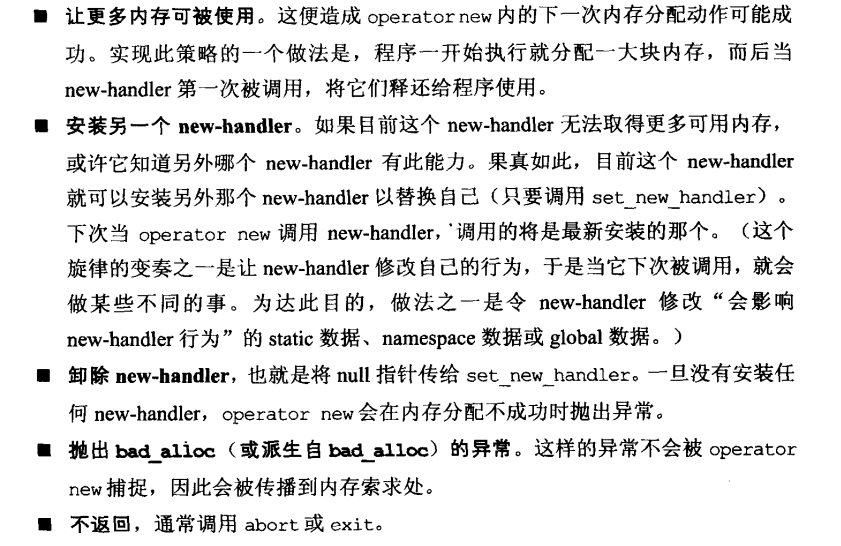 ■ 让更多内存可被使用。这便造成 operator new 内的下一次内存分配动作可能成
功。实现此策略的一个做法是，程序一开始执行就分配一大块内存，而后当
new-handler 第一次被调用，将它们释还给程序使用。
■ 安装另一个 new-handler。如果目前这个 new-handler 无法取得更多可用内存，
或许它知道另外哪个 new-handler 有此能力。果真如此，目前这个 new-handler
就可以安装另外那个 new-handler 以替换自己（只要调用 set_new_handler）。
下次当 operator new 调用 new-handler，调用的将是最新安装的那个。（这个
旋律的变奏之一是让 new-handler 修改自己的行为，于是当它下次被调用，就会
做某些不同的事。为达此目的，做法之一是令 new-handler 修改“会影响
new-handler 行为”的 static 数据、namespace 数据或 global 数据。）
■ 卸除 new-handler，也就是将 null 指针传给 set_new_handler。一旦没有安装任
何 new-handler，operator new 会在内存分配不成功时抛出异常。
■ 抛出 bad_alloc（或派生自 bad_alloc）的异常。这样的异常不会被 operator
new 捕捉，因此会被传播到内存索求处。
■ 不返回，通常调用 abort 或 exit。